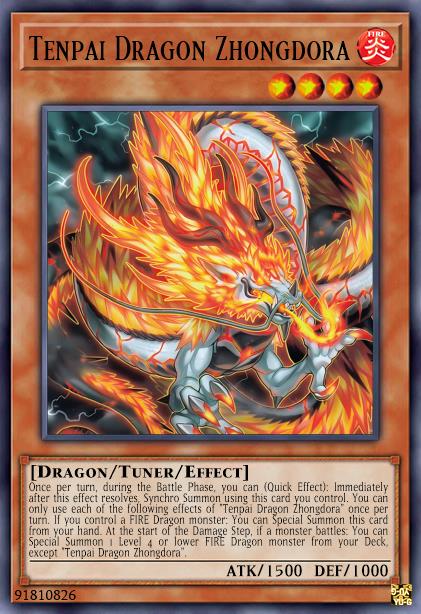 TENPAI DRAGON ZHONGDORA
FIRE
炎
[DRAGON/TUNER/EFFECT]
Once per turn, during the Battle Phase, you can (Quick Effect): Immediately
after this effect resolves, Synchro Summon using this card you control. You can
only use each of the following effects of "Tenpai Dragon Zhongdora" once per
turn. If you control a FIRE Dragon monster: You can Special Summon this card
from your hand. At the start of the Damage Step, if a monster battles: You can
Special Summon 1 Level 4 or lower FIRE Dragon monster from your Deck,
except "Tenpai Dragon Zhongdora".
ATK/1500 DEF/1000
91810826